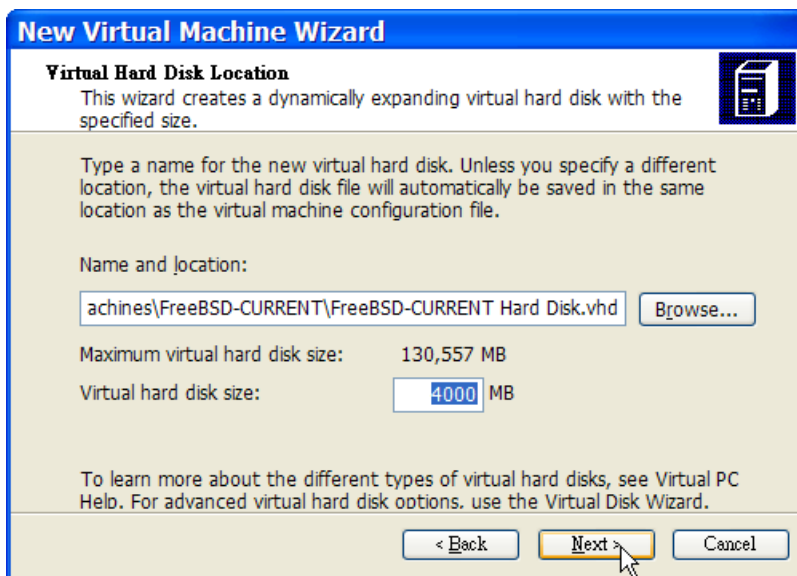 New Virtual Machine Wizard
Virtual Hard Disk Location
This wizard creates a dynamically expanding virtual hard disk with the
specified size.
Type a name for the new virtual hard disk. Unless you specify a different
location, the virtual hard disk file will automatically be saved in the same
location as the virtual machine configuration file.
Name and location:
achines\FreeBSD-CURRENT\FreeBSD-CURRENT Hard Disk.vhd Browse...
Maximum virtual hard disk size: 130,557 MB
Virtual hard disk size: 4000 MB
To learn more about the different types of virtual hard disks, see Virtual PC
Help. For advanced virtual hard disk options, use the Virtual Disk Wizard.
< Back Next > Cancel